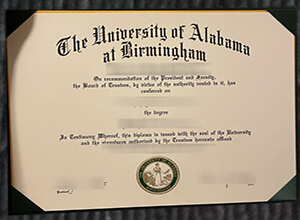 The University of Alabama
at Birmingham
On recommendation of the President and Faculty,
the Board of Trustees, by virtue of the authority vested in it, has
conferred on
the degree
In Testimony Whereof, this diploma is issued with the seal of the University
and the signatures authorized by the Trustees hereunto affixed